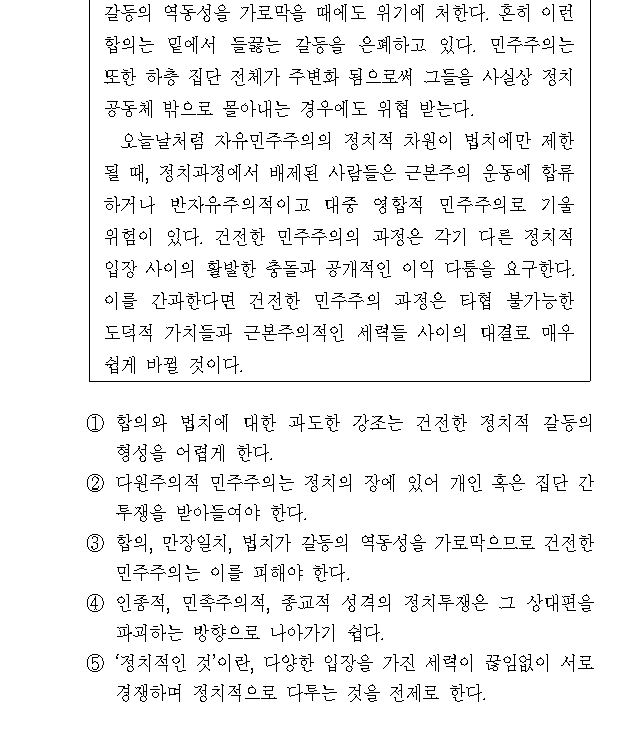 갈등의 역동성을 가로막을 때에도 위기에 처한다. 흔히 이런
합의는 밑에서 들끓는 갈등을 은폐하고 있다. 민주주의는
또한 하층 집단 전체가 주변화 됨으로써 그들을 사실상 정치
공동체 밖으로 몰아내는 경우에도 위협 받는다.
오늘날처럼 자유민주주의의 정치적 차원이 법치에만 제한
될 때, 정치과정에서 배제된 사람들은 근본주의 운동에 합류
하거나 반자유주의적이고 대중 영합적 민주주의로 기울
위험이 있다. 건전한 민주주의의 과정은 각기 다른 정치적
입장 사이의 활발한 충돌과 공개적인 이익 다툼을 요구한다.
이를 간과한다면 건전한 민주주의 과정은 타협 불가능한
도덕적 가치들과 근본주의적인 세력들 사이의 대결로 매우
쉽게 바뀔 것이다.
① 합의와 법치에 대한 과도한 강조는 건전한 정치적 갈등의
형성을 어렵게 한다.
② 다원주의적 민주주의는 정치의 장에 있어 개인 혹은 집단 간
투쟁을 받아들여야 한다.
③ 합의, 만장일치, 법치가 갈등의 역동성을 가로막으므로 건전한
민주주의는 이를 피해야 한다.
④ 인종적, 민족주의적, 종교적 성격의 정치투쟁은 그 상대편을
파괴하는 방향으로 나아가기 쉽다.
⑤ ‘정치적인 것’이란, 다양한 입장을 가진 세력이 끊임없이 서로
경쟁하며 정치적으로 다투는 것을 전제로 한다.